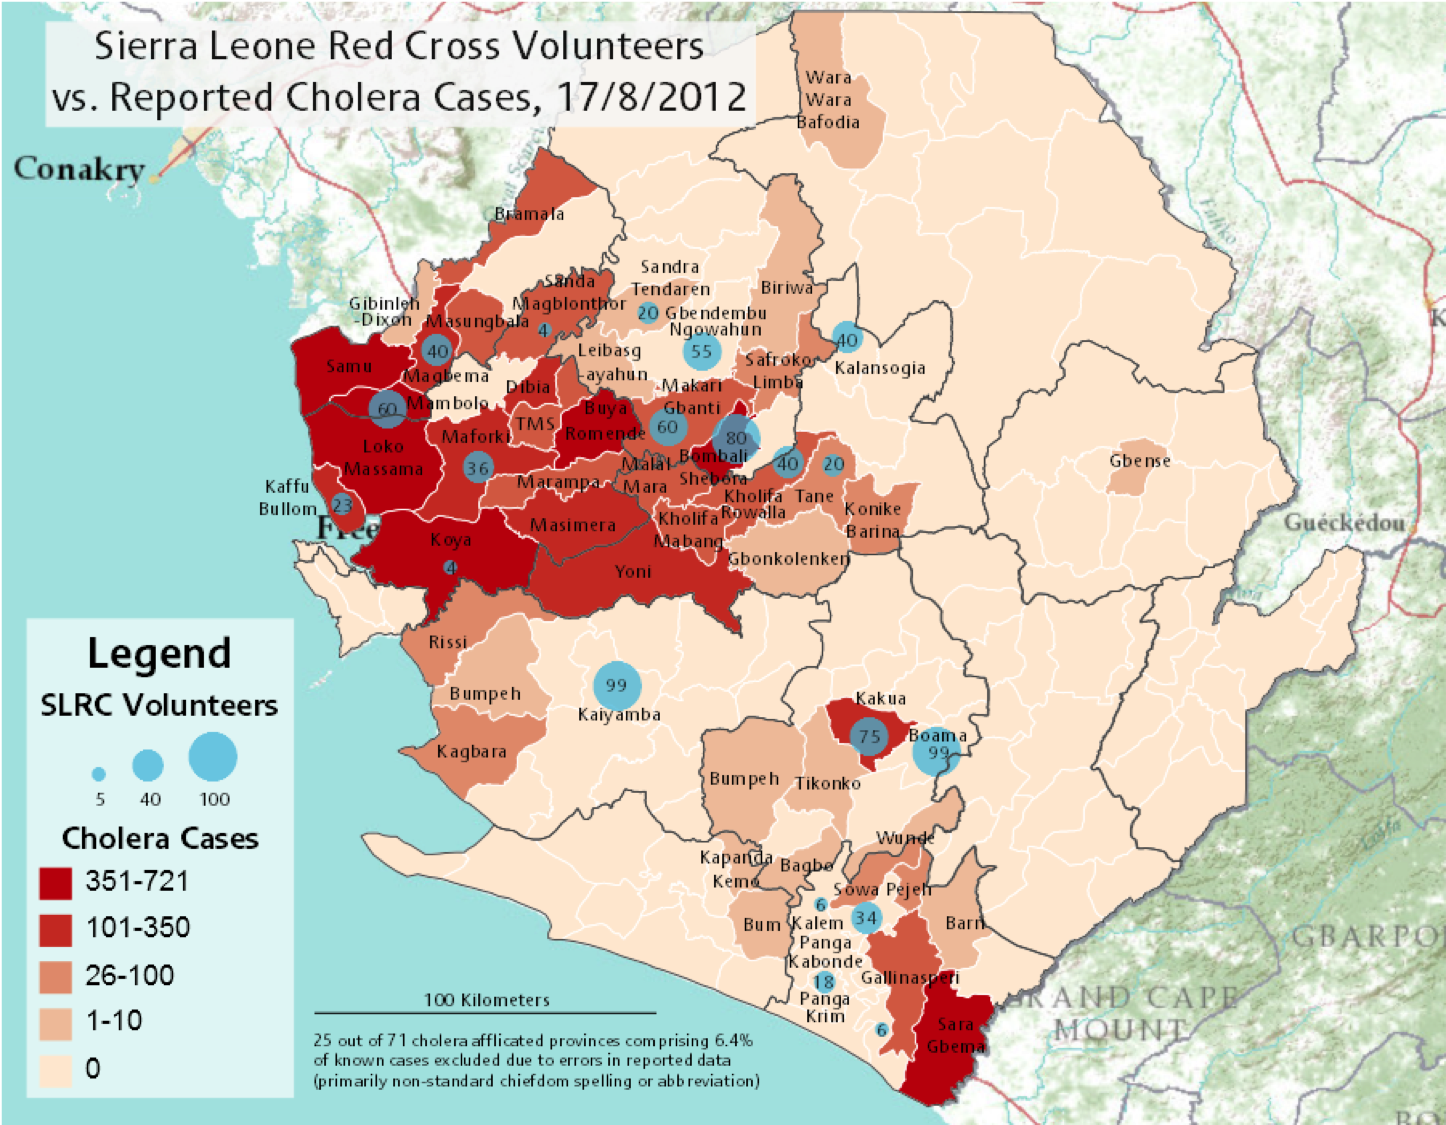 Sierra Leone Red Cross Volunteers
vs. Reported Cholera Cases, 17/8/2012
Conakry
Wara
Wara
Bafodia
Bramala
Sanda
Magblonthor
4
Sandra
Tendaren
20
Biriwa
Gibinleh
-Dixon
Masungbala
Gbendembu
Ngowahun
55
40
40
Kalansogia
Samu
Magbema
Leibasg
-ayahun
Safroko
Limba
Dibia
Makari
Gbanti
60
60
Mambolo
TMS
Buya
Romende
80
Loko
Massama
Maforki
36
Malal
Mara
Bombali
Shebora
40
20
Gbense
Kaffu
Bullom
23
Marampa
Kholifa
Rowalla
Tane
Konike
Barina
Free
Masimera
Kholifa
Mabang
Guéckédou
Koya
4
Yoni
Gbonkolenken
Rissi
Bumpeh
99
Kaiyamba
Kakua
75
Boama
99
Kagbara
Bumpeh
Tikonko
Wunde
Kapanda
Kemo
Bagbo
Sowa
Pejeh
6
34
Bum
Kalem
Barri
Panga
Kabonde
18
Gallinasperi
Panga
Krim
6
Sara
Gbema
GBARPO
RAND CAPE
MOUNT
K
BO
Legend
SLRC Volunteers
5
40
100
Cholera Cases
351-721
101-350
26-100
1-10
0
100 Kilometers
25 out of 71 cholera afflicated provinces comprising 6.4%
of known cases excluded due to errors in reported data
(primarily non-standard chiefdom spelling or abbreviation)